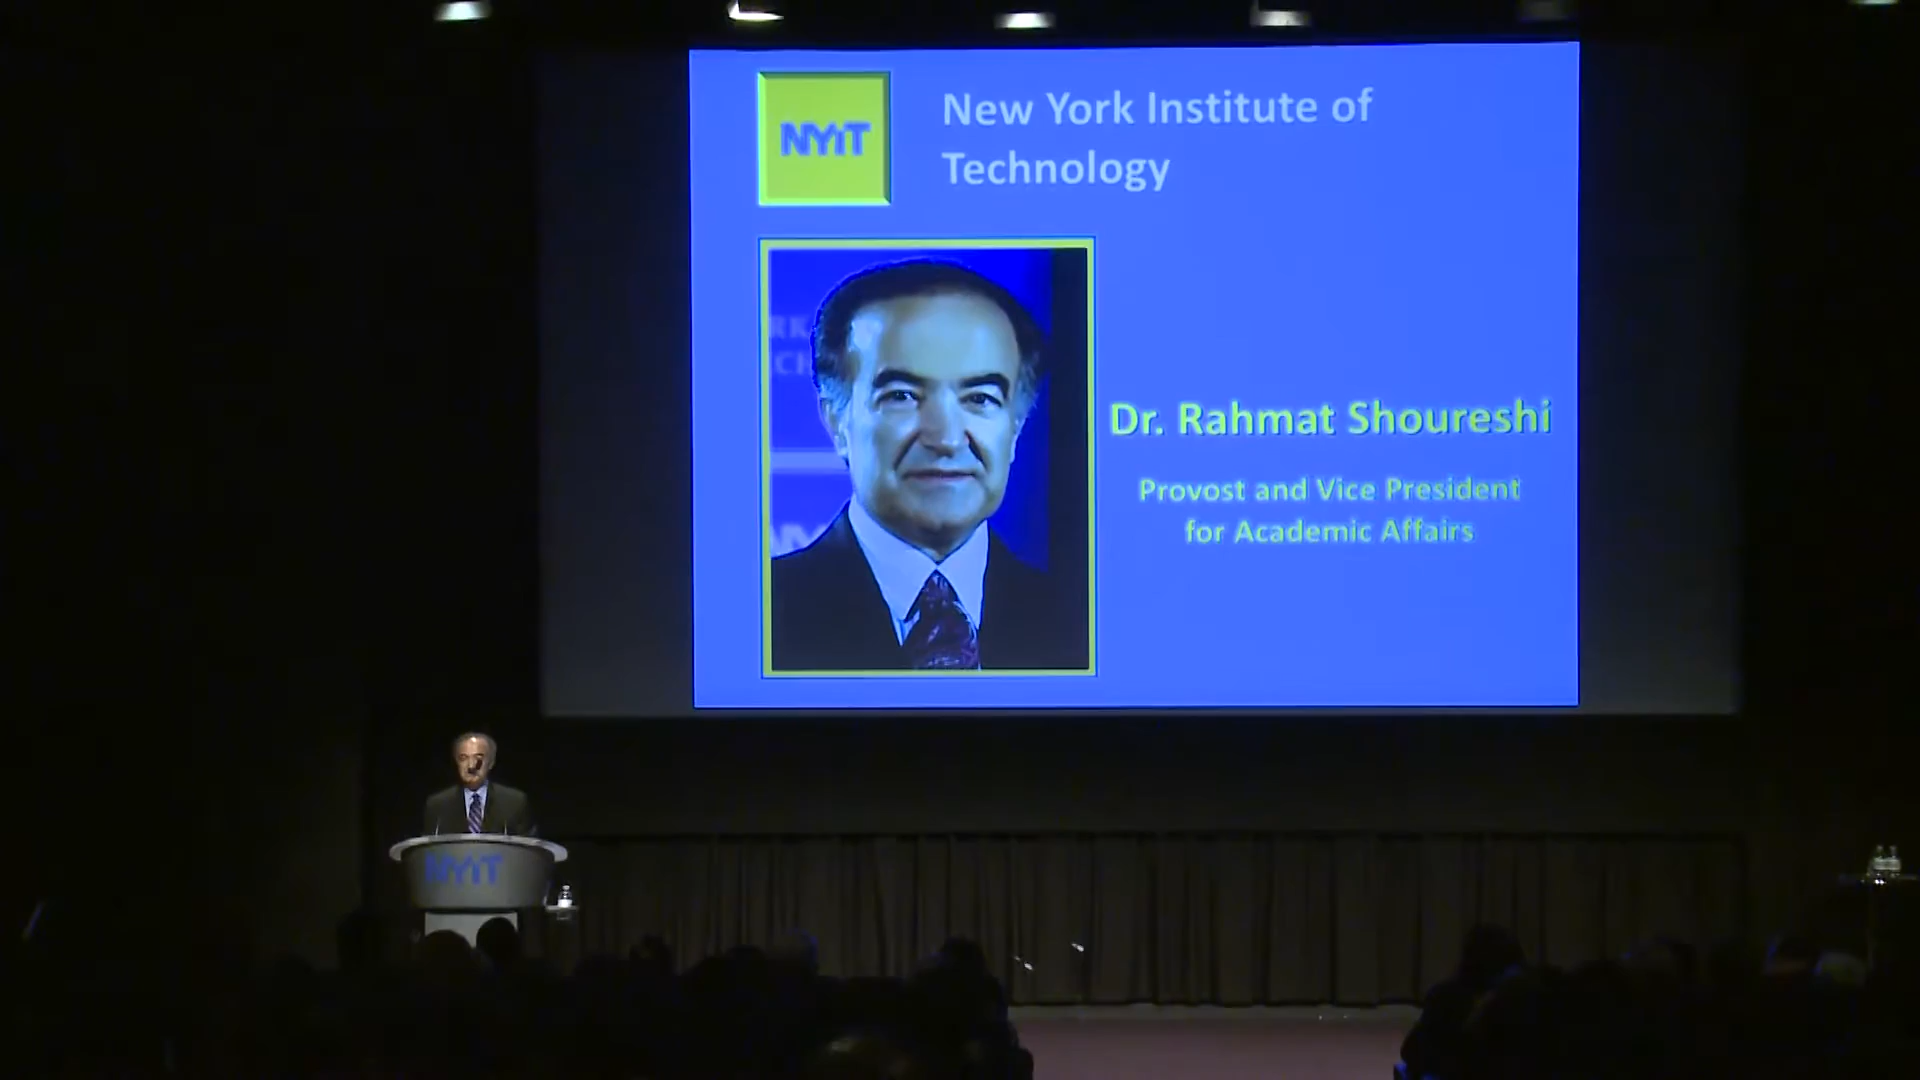 NYiT
New York Institute of
Technology
Dr. Rahmat Shoureshi
Provost and Vice President
for Academic Affairs
NYiT